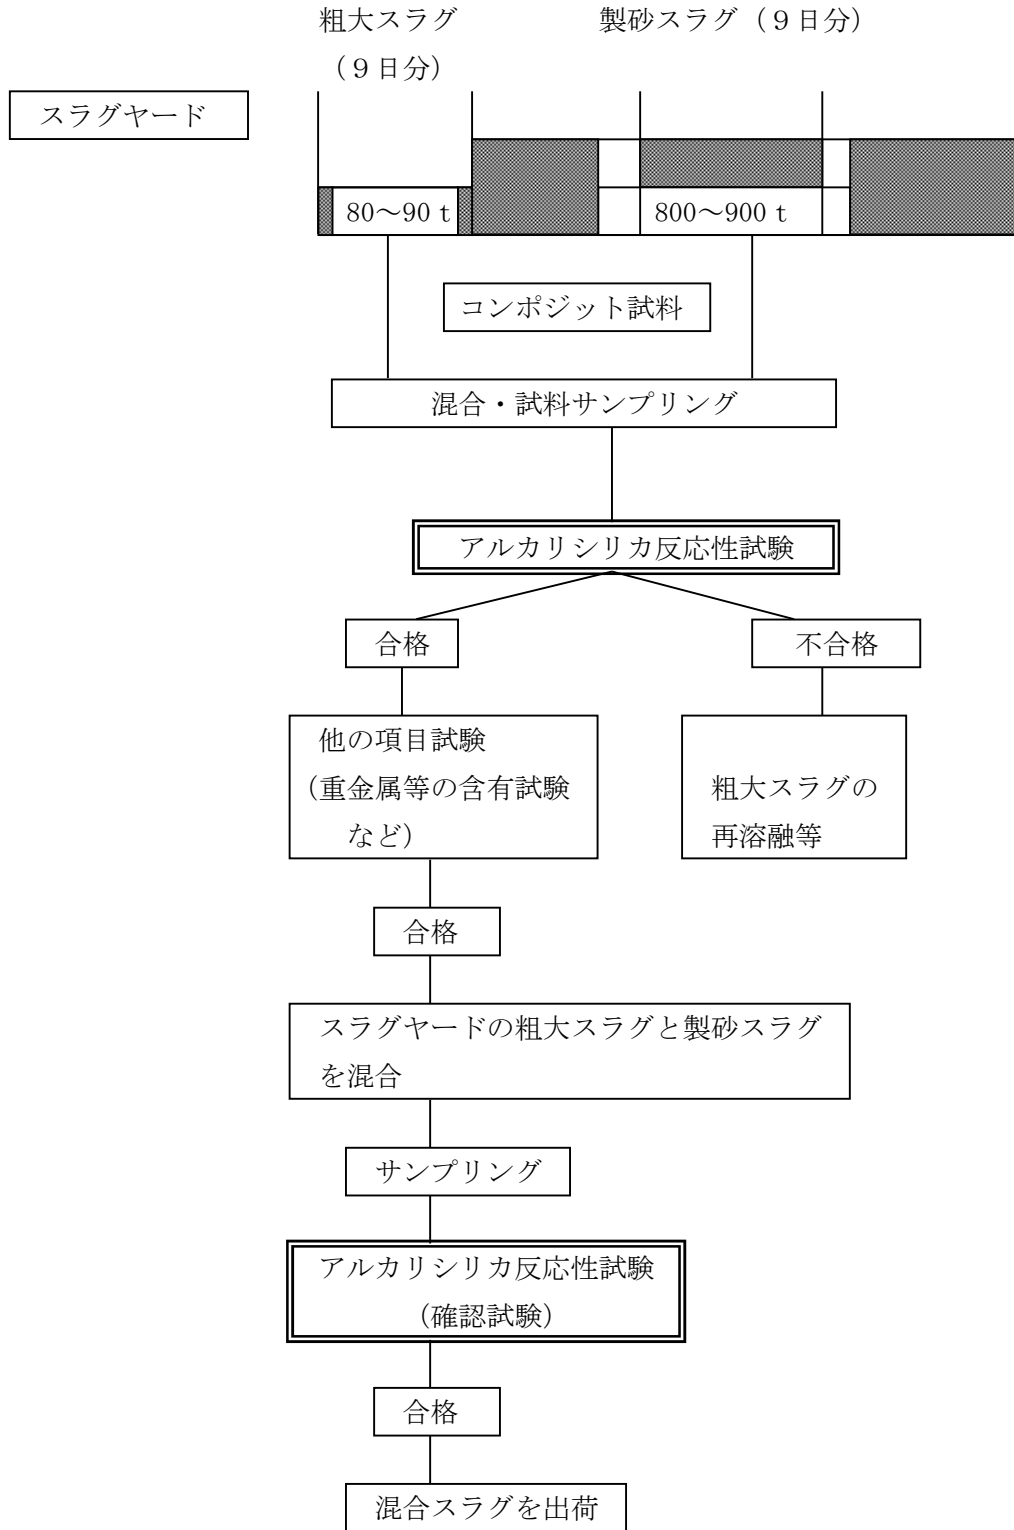 粗大スラグ
（９日分）
製砂スラグ（９日分）
スラグヤード
80～90 t
800～900 t
コンポジット試料
混合・試料サンプリング
アルカリシリカ反応性試験
合格
不合格
他の項目試験
（重金属等の含有試験
など）
粗大スラグの
再溶融等
合格
スラグヤードの粗大スラグと製砂スラグ
を混合
サンプリング
アルカリシリカ反応性試験
（確認試験）
合格
混合スラグを出荷